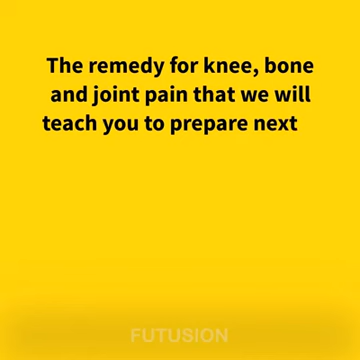 The remedy for knee, bone
and joint pain that we will
teach you to prepare next
FUTUSION